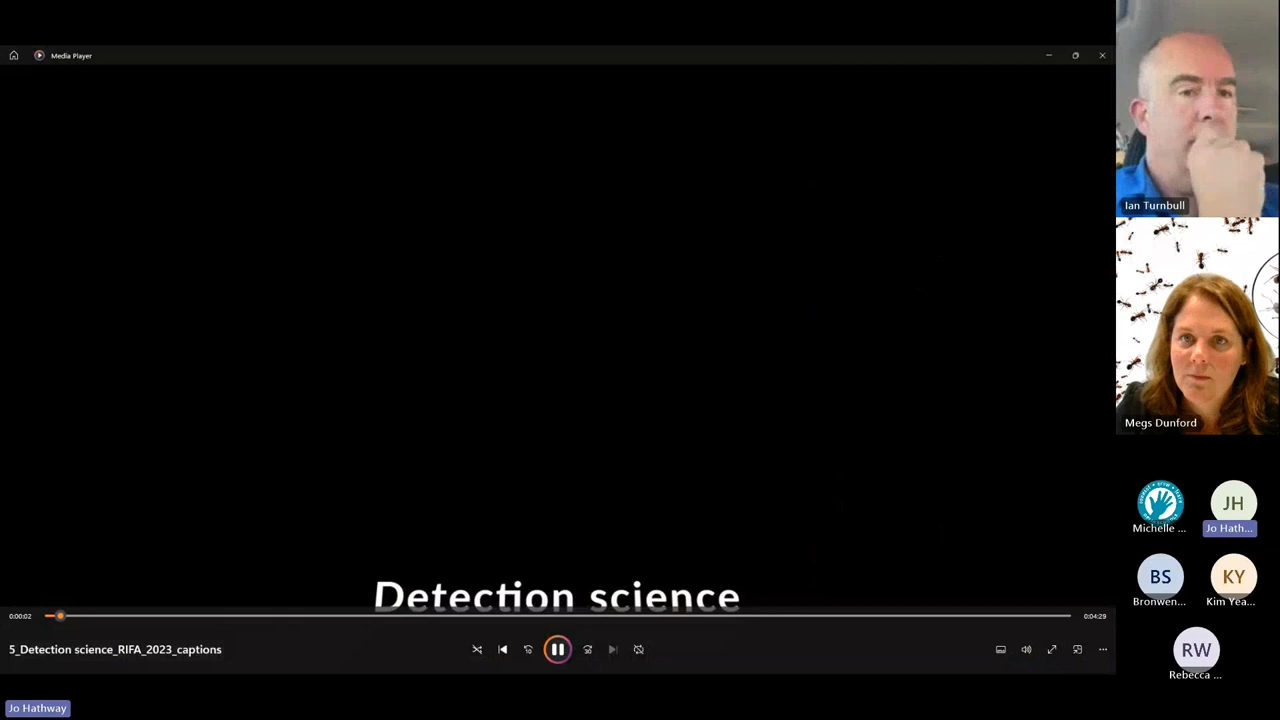 Media Player
Detection science
0:00:02
0:04:29
5_Detection science_RIFA_2023_captions
Jo Hathway
Ian Turnbull
Megs Dunford
Michelle ...
JH
Jo Hath...
BS
Bronwen...
KY
Kim Yea...
RW
Rebecca ...